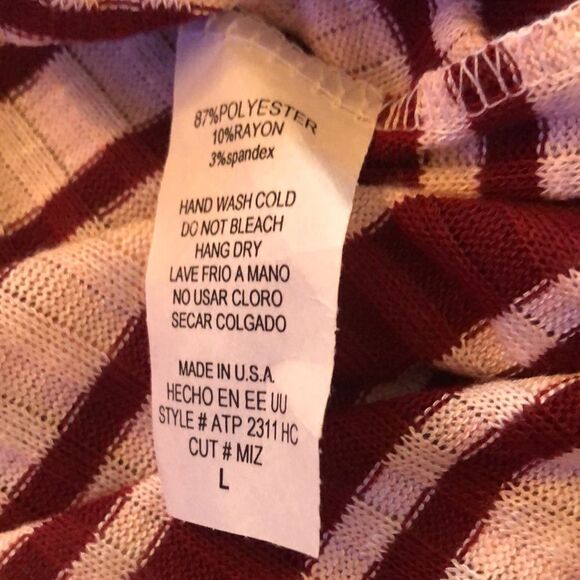 87%POLYESTER
10%RAYON
3%spandex
HAND WASH COLD
DO NOT BLEACH
HANG DRY
LAVE FRIO A MANO
NO USAR CLORO
SECAR COLGADO
MADE IN U.S.A.
HECHO EN EE UU
STYLE # ATP 2311 HC
CUT # MIZ
L